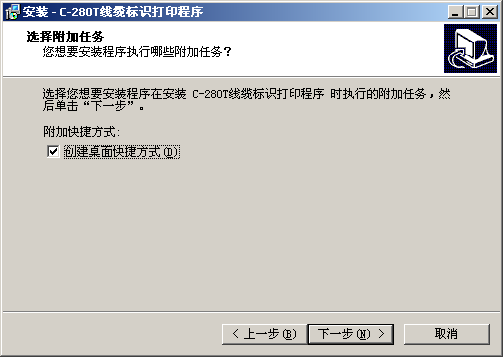 安装 - C-280T线缆标识打印程序
选择附加任务
您想要安装程序执行哪些附加任务？
选择您想要安装程序在安装 C-280T线缆标识打印程序 时执行的附加任务，然
后单击“下一步”。
附加快捷方式:
创建桌面快捷方式(D)
< 上一步(B) 下一步(N) > 取消